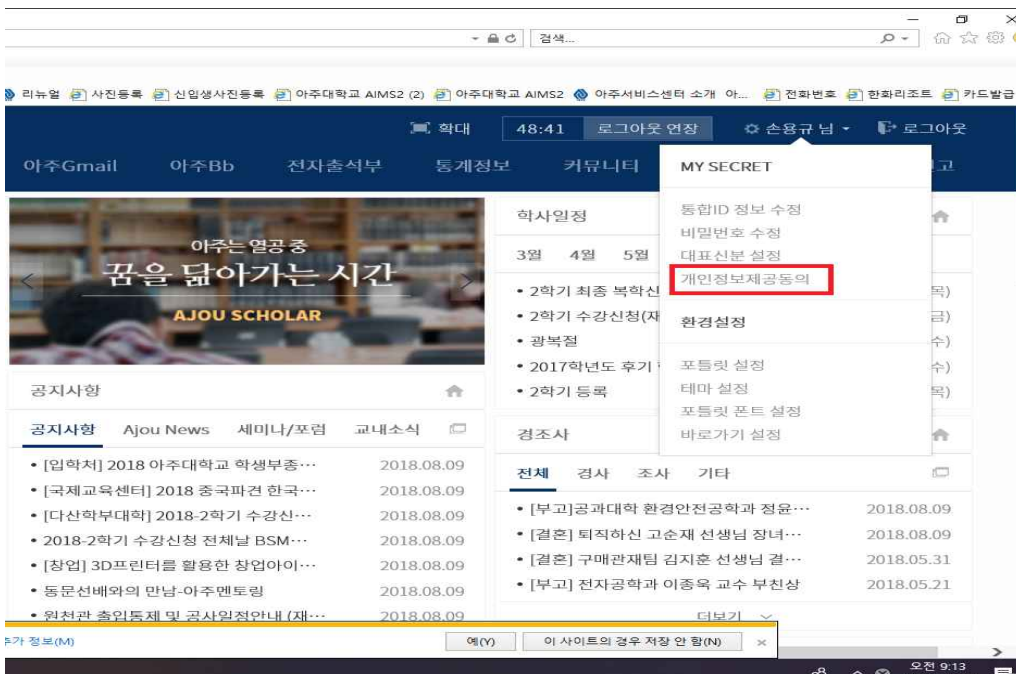 검색...
리뉴얼 사진등록 신입생사진등록 아주대학교 AIMS2 (2) 아주대학교 AIMS2 아주서비스센터 소개 아... 전화번호 한화리조트 카드발급
확대 48:41 로그아웃 연장 손용규 님 로그아웃
아주Gmail 아주Bb 전자출석부 통계정보 커뮤니티
MY SECRET
통합ID 정보 수정
비밀번호 수정
대표신분 설정
개인정보제공동의
환경설정
포틀릿 설정
테마 설정
포틀릿 폰트 설정
바로가기 설정
아주는 열공 중
꿈을 닮아가는 시간
AJOU SCHOLAR
학사일정
3월 4월 5월
• 2학기 최종 복학신
• 2학기 수강신청(재
• 광복절
• 2017학년도 후기
• 2학기 등록
공지사항
공지사항 Ajou News 세미나/포럼 교내소식
• [입학처] 2018 아주대학교 학생부종… 2018.08.09
• [국제교육센터] 2018 중국파견 한국… 2018.08.09
• [다산학부대학] 2018-2학기 수강신… 2018.08.09
• 2018-2학기 수강신청 전체날 BSM… 2018.08.09
• [창업] 3D프린터를 활용한 창업아이… 2018.08.09
• 동문선배와의 만남-아주멘토링 2018.08.09
• 원천관 출입통제 및 공사일정안내 (재… 2018.08.09
경조사
전체 경사 조사 기타
• [부고]공과대학 환경안전공학과 정윤… 2018.08.09
• [결혼] 퇴직하신 고순재 선생님 장녀… 2018.08.09
• [결혼] 구매관재팀 김지훈 선생님 결… 2018.05.31
• [부고] 전자공학과 이종욱 교수 부친상 2018.05.21
더보기
추가 정보(M) 예(Y) 이 사이트의 경우 저장 안 함(N)
오전 9:13